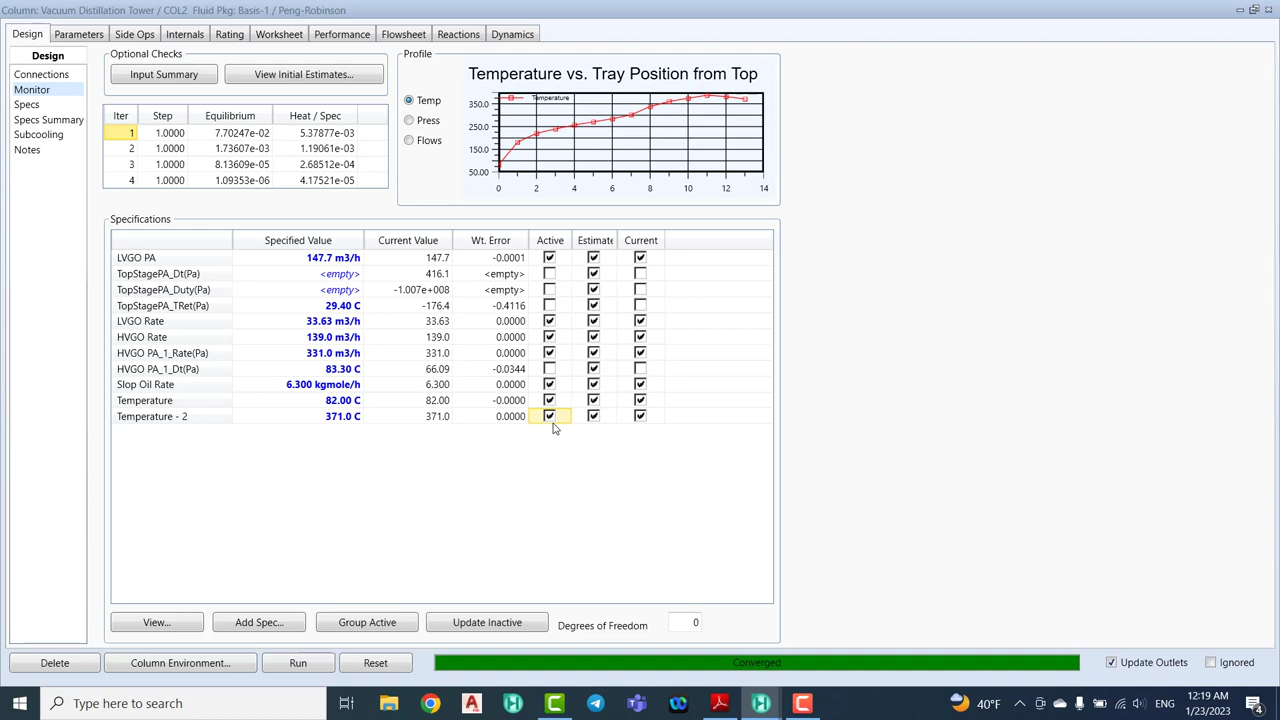 Column: Vacuum Distillation Tower / COL2 Fluid Pkg: Basis-1 / Peng-Robinson
Design Parameters Side Ops Internals Rating Worksheet Performance Flowsheet Reactions Dynamics
Design
Connections
Monitor
Specs
Specs Summary
Subcooling
Notes
Optional Checks
Input Summary View Initial Estimates...
Iter Step Equilibrium Heat / Spec
1 1.0000 7.70247e-02 5.37877e-03
2 1.0000 1.73607e-03 1.19061e-03
3 1.0000 8.13609e-05 2.68512e-04
4 1.0000 1.09353e-06 4.17521e-05
Profile
Temp
Press
Flows
Temperature vs. Tray Position from Top
Temperature
350.0
250.0
150.0
50.00
0 2 4 6 8 10 12 14
Specifications
Specified Value Current Value Wt. Error Active Estimate Current
LVGO PA 147.7 m3/h 147.7 -0.0001
TopStagePA_Dt(Pa) <empty> 416.1 <empty>
TopStagePA_Duty(Pa) <empty> -1.007e+008 <empty>
TopStagePA_TRet(Pa) 29.40 C -176.4 -0.4116
LVGO Rate 33.63 m3/h 33.63 0.0000
HVGO Rate 139.0 m3/h 139.0 0.0000
HVGO PA_1_Rate(Pa) 331.0 m3/h 331.0 0.0000
HVGO PA_1_Dt(Pa) 83.30 C 66.09 -0.0344
Slop Oil Rate 6.300 kgmole/h 6.300 0.0000
Temperature 82.00 C 82.00 -0.0000
Temperature - 2 371.0 C 371.0 0.0000
View... Add Spec... Group Active Update Inactive Degrees of Freedom 0
Delete Column Environment... Run Reset Converged Update Outlets Ignored
Type here to search
40°F
ENG
12:19 AM
1/23/2023
4